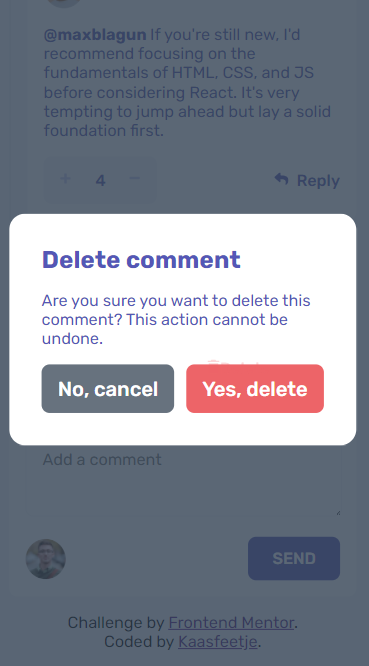 @maxblagun If you're still new, I'd
recommend focusing on the
fundamentals of HTML, CSS, and JS
before considering React. It's very
tempting to jump ahead but lay a solid
foundation first.
+ 4 −
Reply
Delete comment
Are you sure you want to delete this
comment? This action cannot be
undone.
No, cancel
Yes, delete
Add a comment
SEND
Challenge by Frontend Mentor.
Coded by Kaasfeetje.